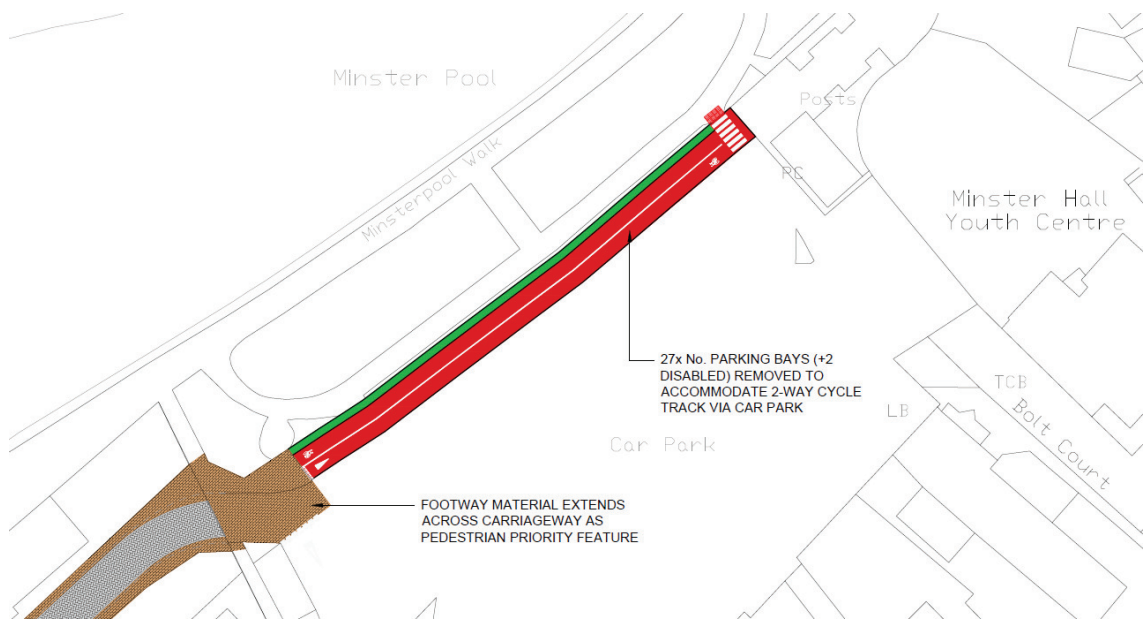 Minster Pool
Posts
Minsterpool Walk
PC
Minster Hall
Youth Centre
27x No. PARKING BAYS (+2
DISABLED) REMOVED TO
ACCOMMODATE 2-WAY CYCLE
TRACK VIA CAR PARK
TCB
LB
Bolt Court
Car Park
FOOTWAY MATERIAL EXTENDS
ACROSS CARRIAGEWAY AS
PEDESTRIAN PRIORITY FEATURE